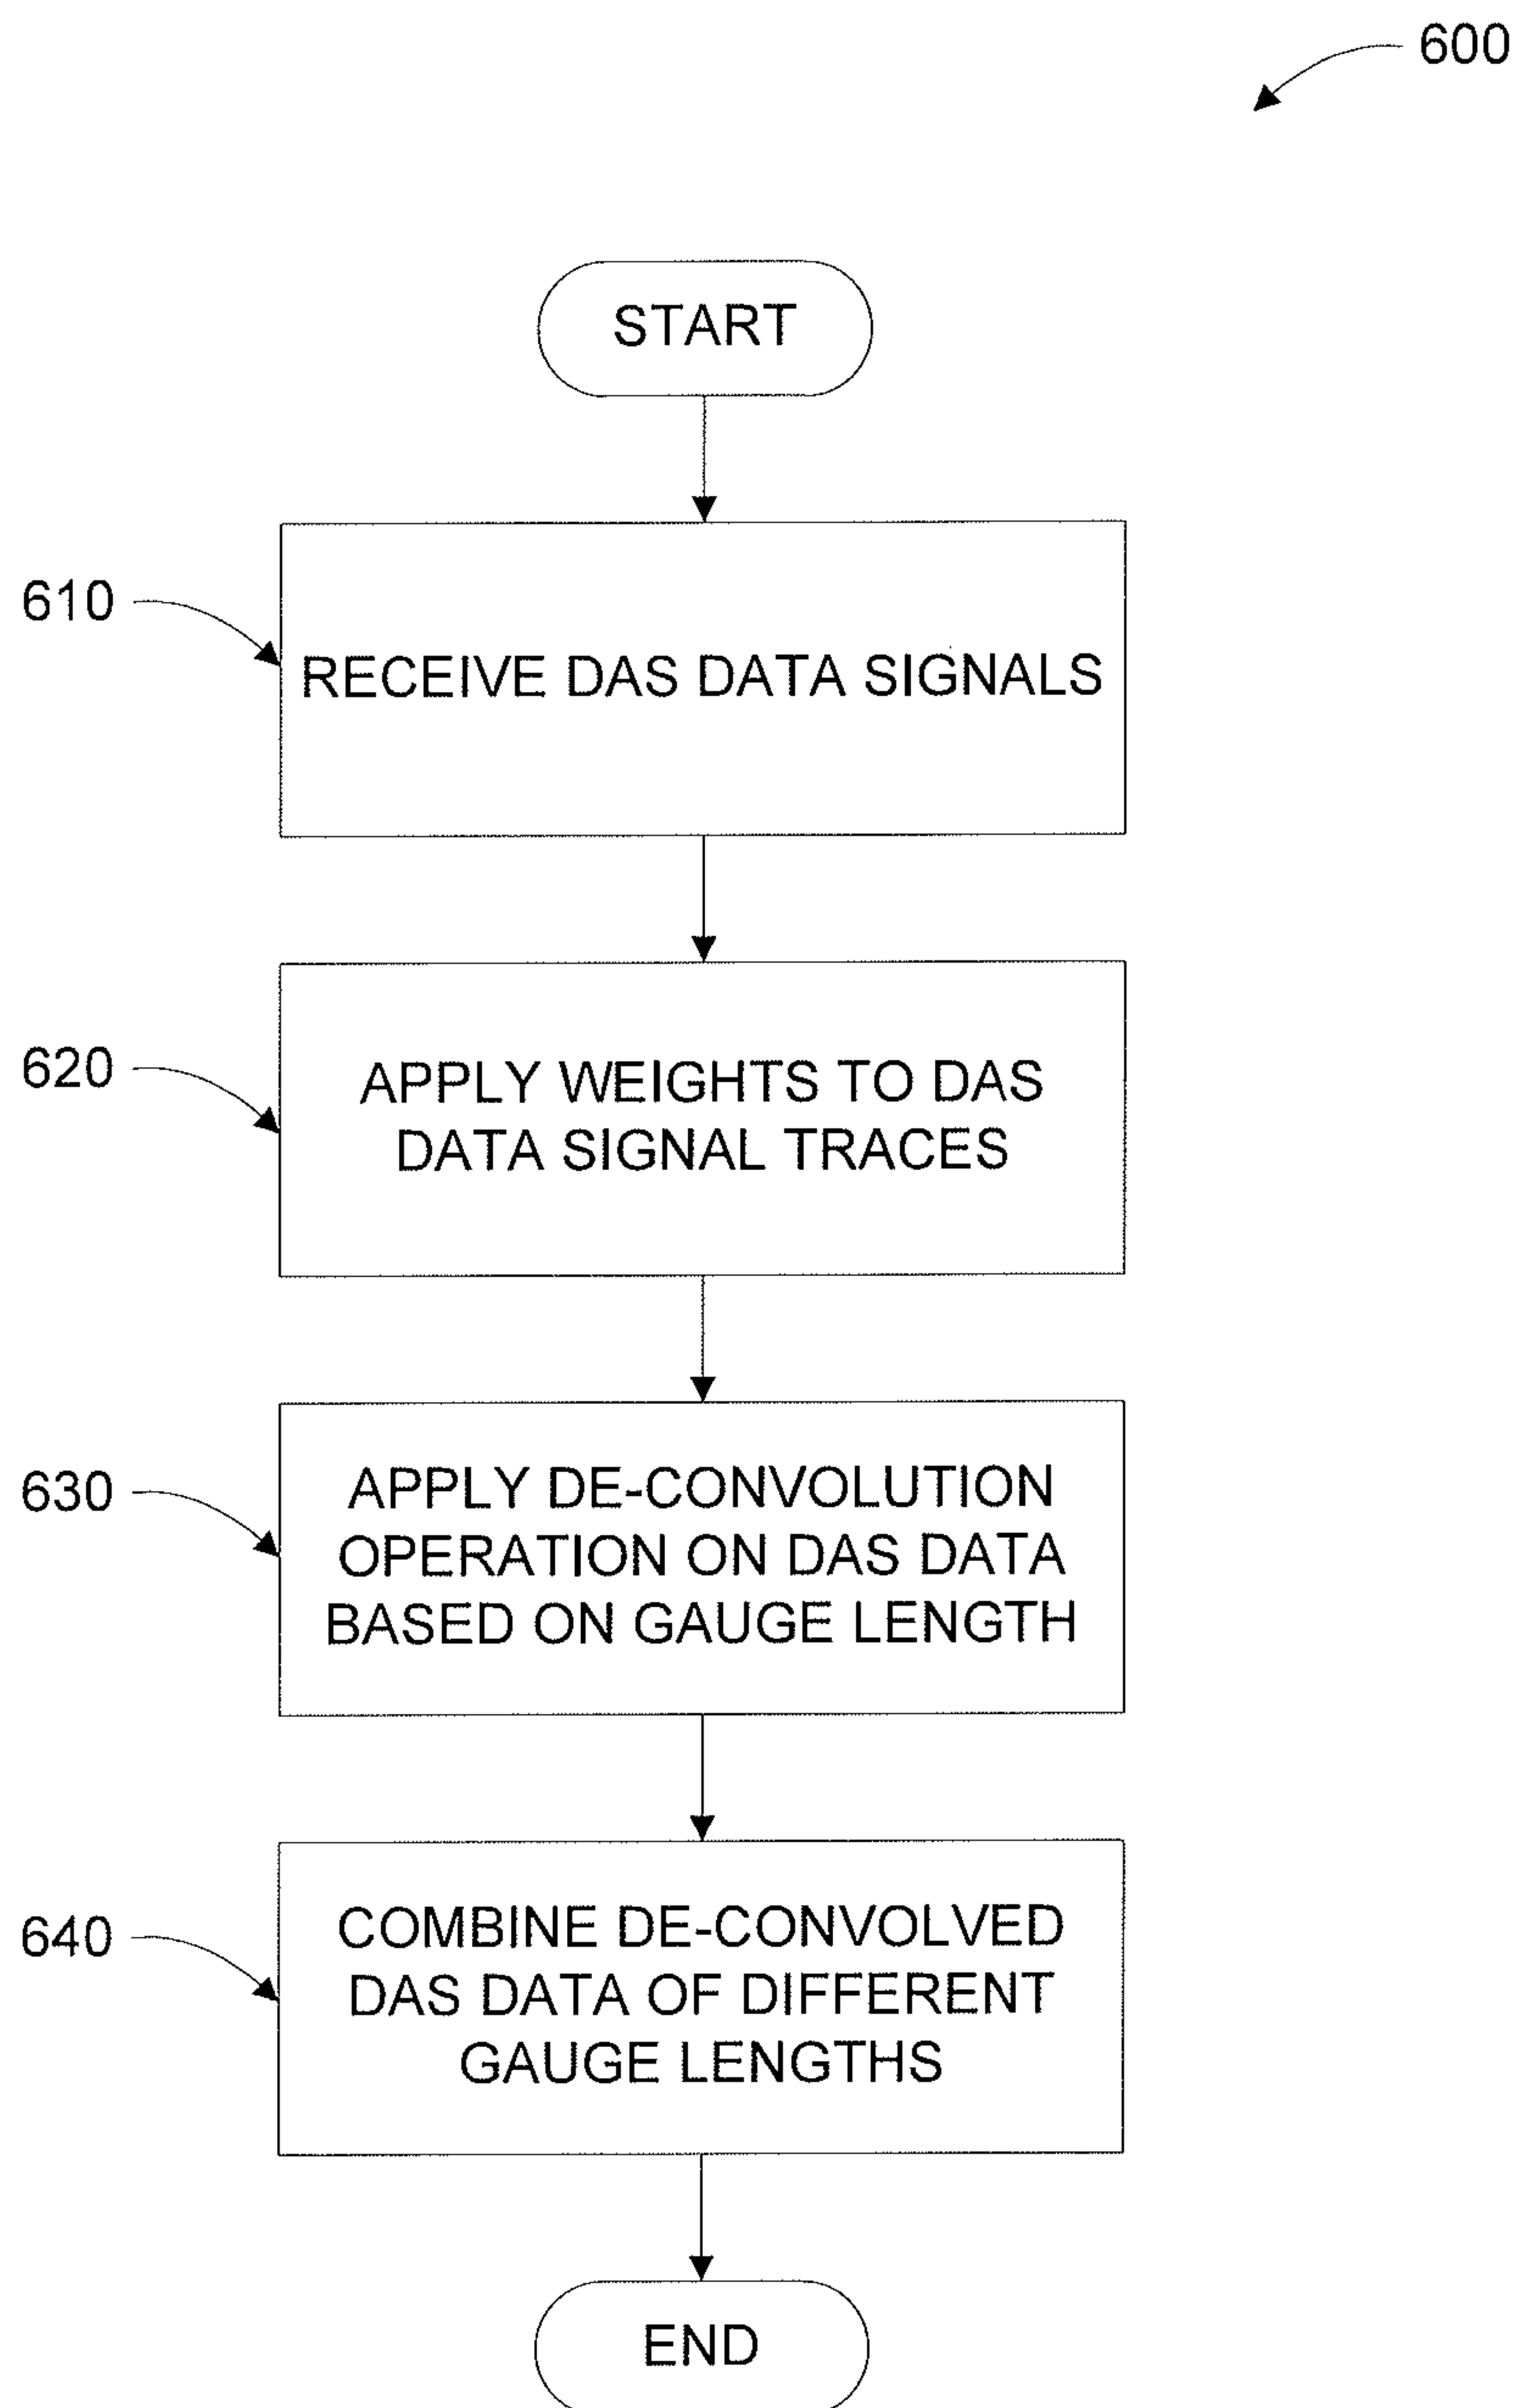 600
START
610
RECEIVE DAS DATA SIGNALS
620
APPLY WEIGHTS TO DAS
DATA SIGNAL TRACES
630
APPLY DE-CONVOLUTION
OPERATION ON DAS DATA
BASED ON GAUGE LENGTH
640
COMBINE DE-CONVOLVED
DAS DATA OF DIFFERENT
GAUGE LENGTHS
END